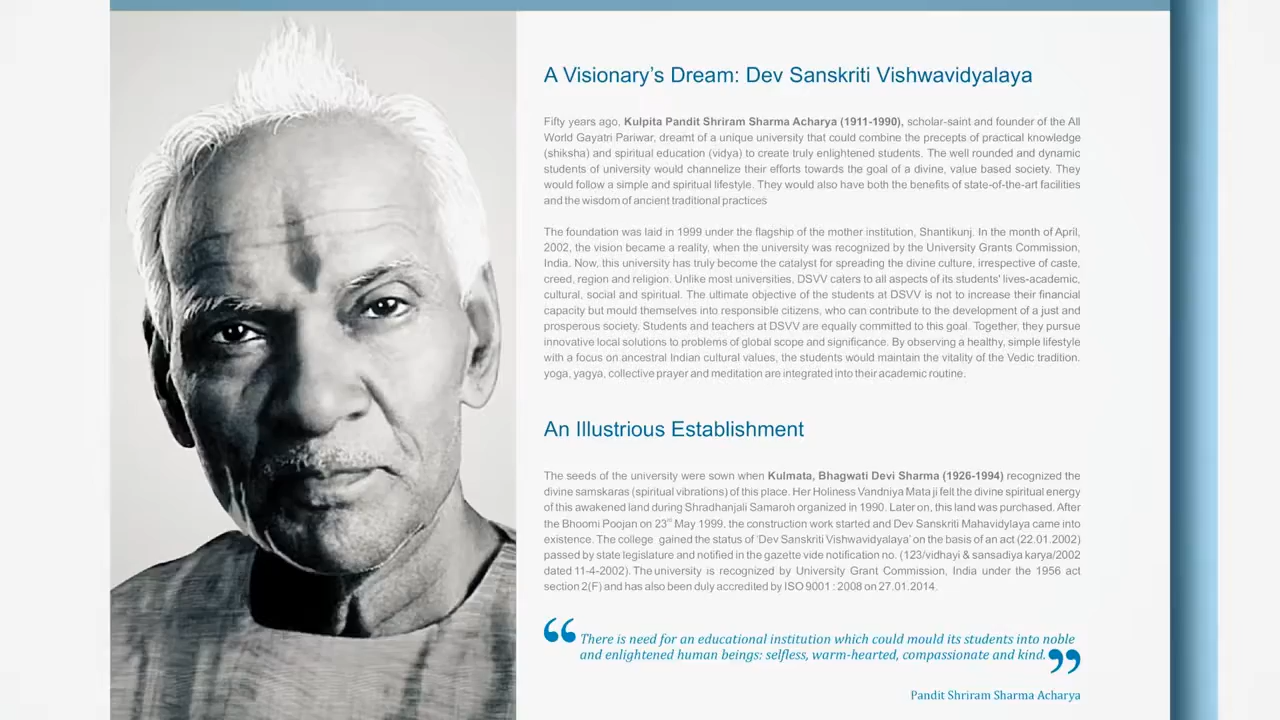 A Visionary's Dream: Dev Sanskriti Vishwavidyalaya
Fifty years ago, Kulpita Pandit Shriram Sharma Acharya (1911-1990), scholar-saint and founder of the All
World Gayatri Pariwar, dreamt of a unique university that could combine the precepts of practical knowledge
(shiksha) and spiritual education (vidya) to create truly enlightened students. The well rounded and dynamic
students of university would channelize their efforts towards the goal of a divine, value based society. They
would follow a simple and spiritual lifestyle. They would also have both the benefits of state-of-the-art facilities
and the wisdom of ancient traditional practices
The foundation was laid in 1999 under the flagship of the mother institution, Shantikunj. In the month of April,
2002, the vision became a reality, when the university was recognized by the University Grants Commission,
India. Now, this university has truly become the catalyst for spreading the divine culture, irrespective of caste,
creed, region and religion. Unlike most universities, DSVV caters to all aspects of its students' lives-academic,
cultural, social and spiritual. The ultimate objective of the students at DSVV is not to increase their financial
capacity but mould themselves into responsible citizens, who can contribute to the development of a just and
prosperous society. Students and teachers at DSVV are equally committed to this goal. Together, they pursue
innovative local solutions to problems of global scope and significance. By observing a healthy, simple lifestyle
with a focus on ancestral Indian cultural values, the students would maintain the vitality of the Vedic tradition.
yoga, yagya, collective prayer and meditation are integrated into their academic routine.
An Illustrious Establishment
The seeds of the university were sown when Kulmata, Bhagwati Devi Sharma (1926-1994) recognized the
divine samskaras (spiritual vibrations) of this place. Her Holiness Vandniya Mata ji felt the divine spiritual energy
of this awakened land during Shradhanjali Samaroh organized in 1990. Later on, this land was purchased. After
the Bhoomi Poojan on 23rd May 1999, the construction work started and Dev Sanskriti Mahavidylaya came into
existence. The college gained the status of 'Dev Sanskriti Vishwavidyalaya' on the basis of an act (22.01.2002)
passed by state legislature and notified in the gazette vide notification no. (123/vidhayi & sansadiya karya/2002
dated 11-4-2002). The university is recognized by University Grant Commission, India under the 1956 act
section 2(F) and has also been duly accredited by ISO 9001 : 2008 on 27.01.2014.
“There is need for an educational institution which could mould its students into noble
and enlightened human beings: selfless, warm-hearted, compassionate and kind.”
Pandit Shriram Sharma Acharya